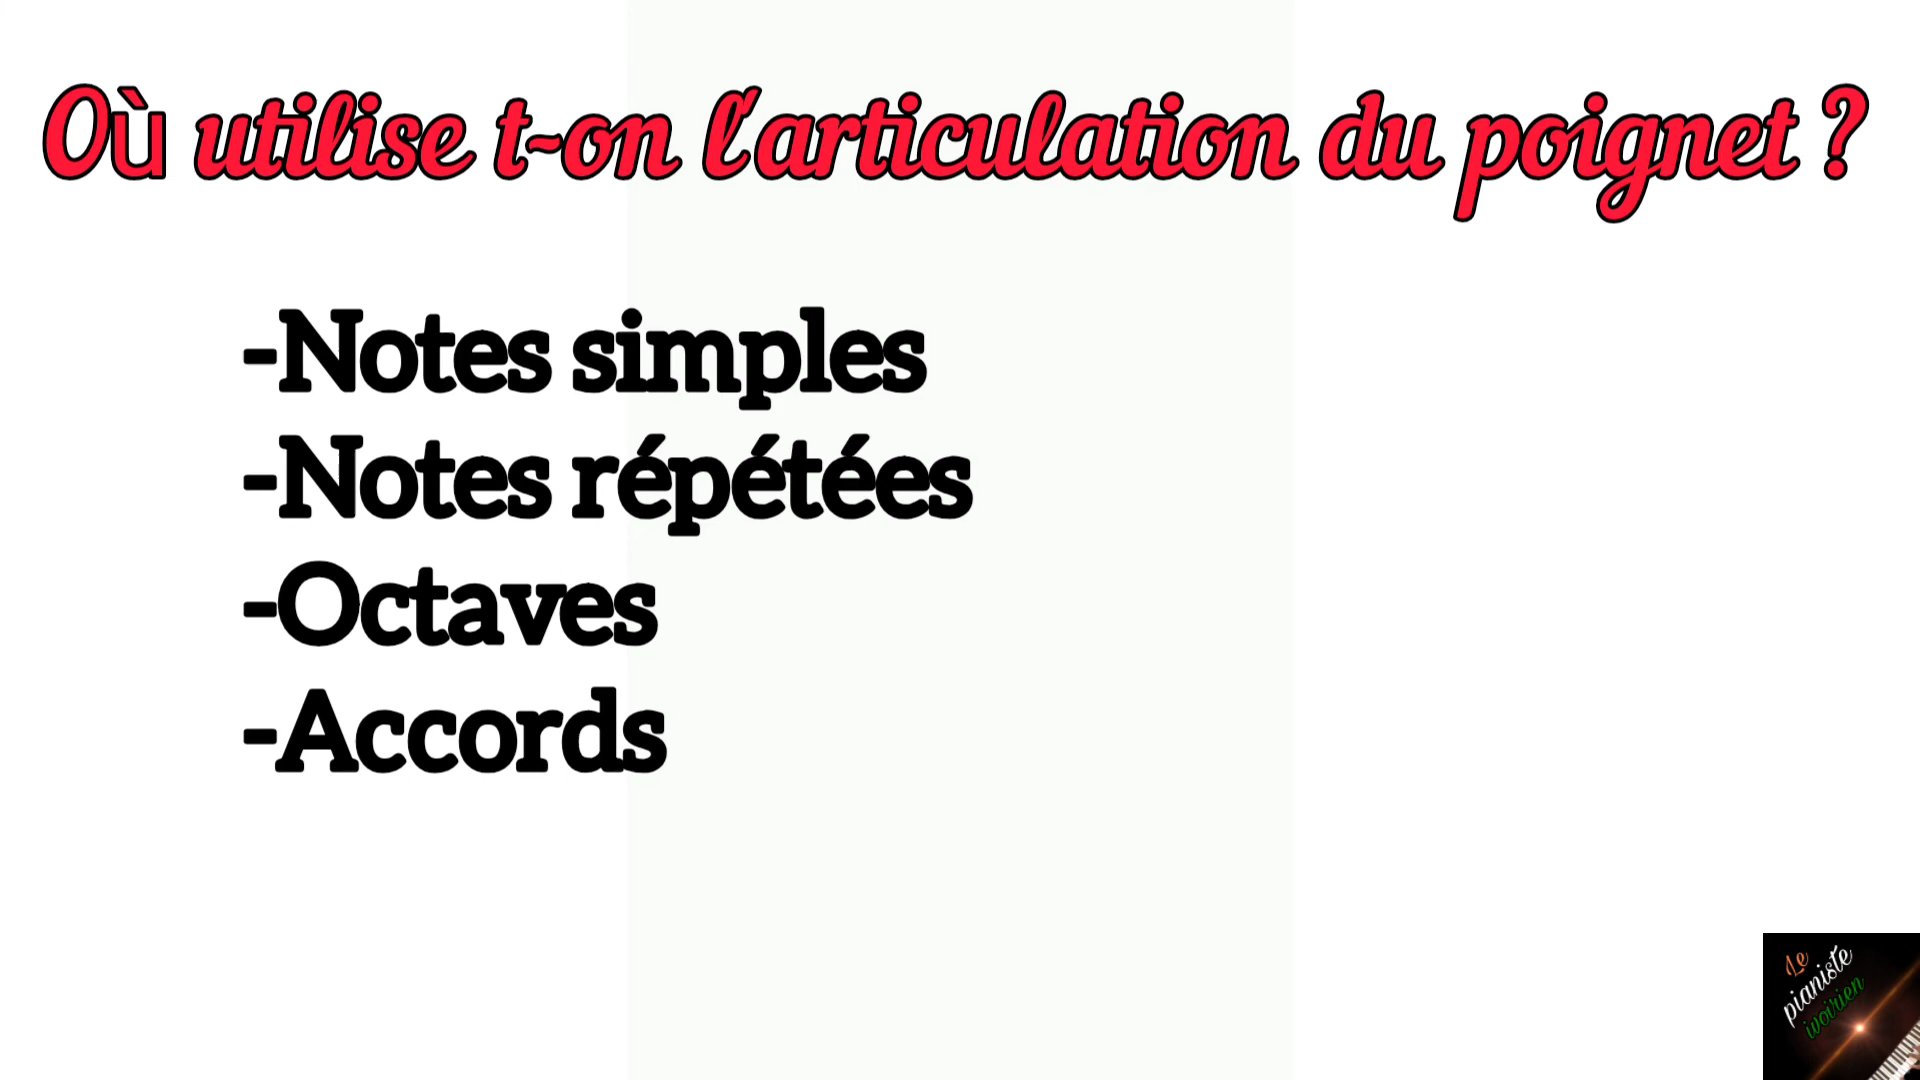 Où utilise t-on l'articulation du poignet ?
-Notes simples
-Notes répétées
-Octaves
-Accords
Le
pianiste
ivoirien